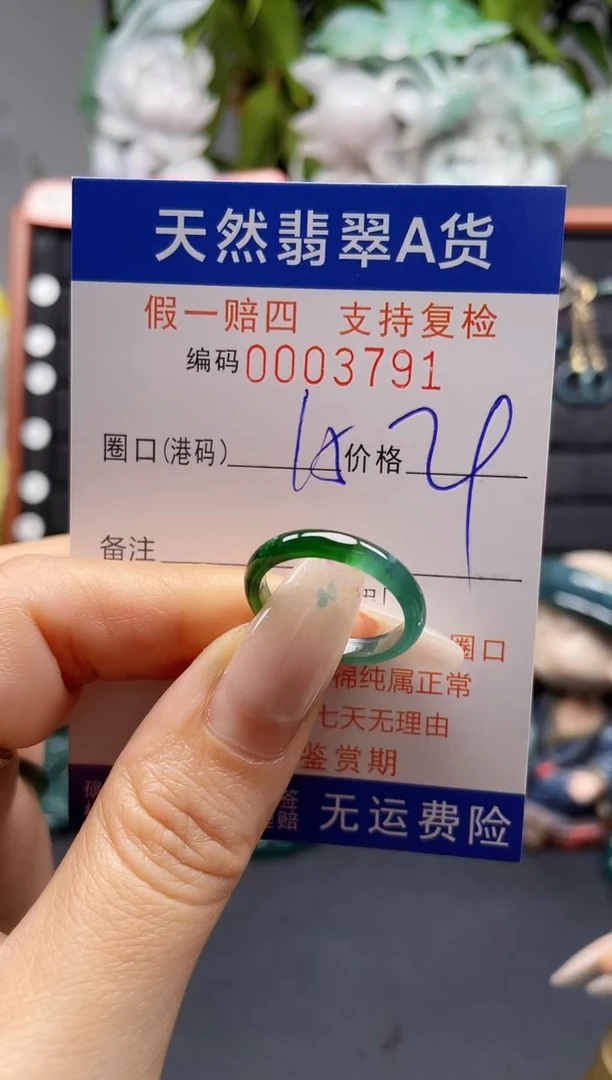 天然翡翠A货
假一赔四 支持复检
编码0003791
圈口(港码) 价格
备注
圈口
棉纯属正常
七天无理由
鉴赏期
无运费险